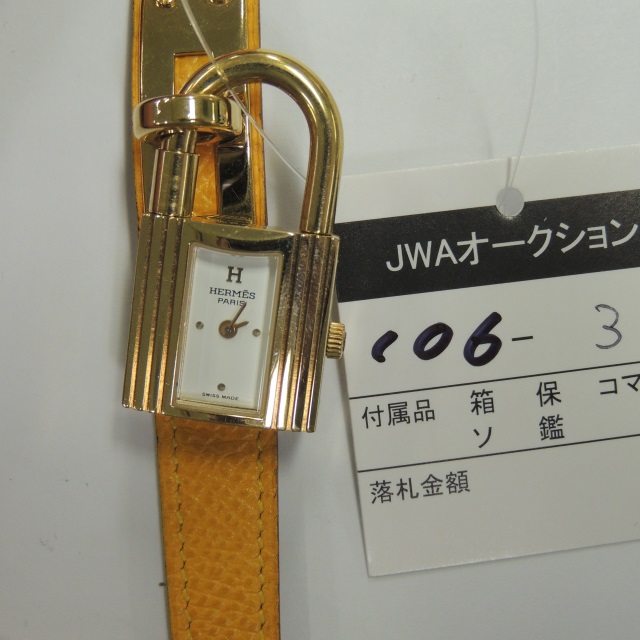 H
HERMÈS
PARIS
SWISS MADE
JWAオークション
106- 3
付属品 箱 保 コマ
ソ 鑑
落札金額